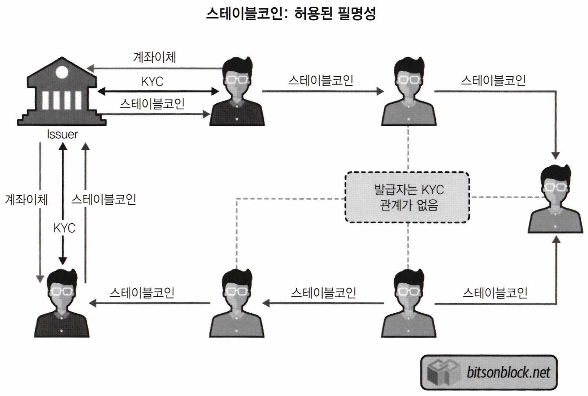 스테이블코인: 허용된 필명성
계좌이체
KYC
스테이블코인
스테이블코인
스테이블코인
Issuer
발급자는 KYC
관계가 없음
계좌이체
스테이블코인
KYC
스테이블코인
스테이블코인
스테이블코인
bitsonblock.net